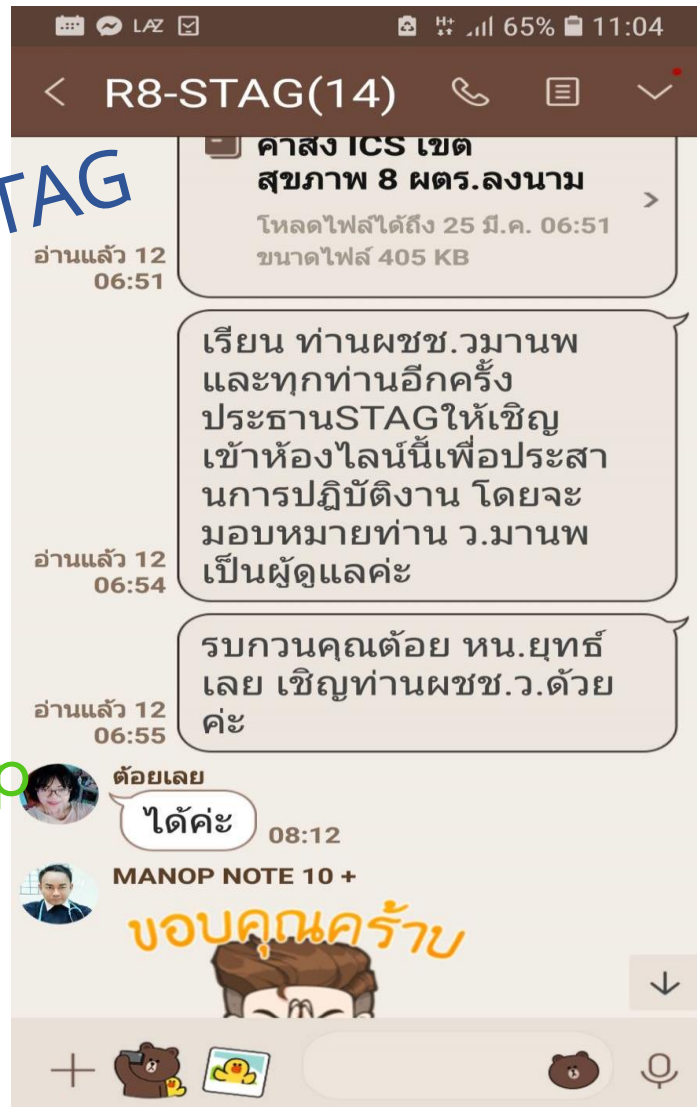 LAZ 65% 11:04
R8-STAG(14)
TAG
คำสั่ง ICS เขต
สุขภาพ 8 ผตร.ลงนาม
โหลดไฟล์ได้ถึง 25 มี.ค. 06:51
ขนาดไฟล์ 405 KB
อ่านแล้ว 12
06:51
เรียน ท่านผชช.วมานพ
และทุกท่านอีกครั้ง
ประธานSTAGให้เชิญ
เข้าห้องไลน์นี้เพื่อประสา
นการปฎิบัติงาน โดยจะ
มอบหมายท่าน ว.มานพ
เป็นผู้ดูแลค่ะ
อ่านแล้ว 12
06:54
รบกวนคุณต้อย หน.ยุทธ์
เลย เชิญท่านผชช.ว.ด้วย
ค่ะ
อ่านแล้ว 12
06:55
ต้อยเลย
ได้ค่ะ
08:12
MANOP NOTE 10 +
ขอบคุณคร้าบ